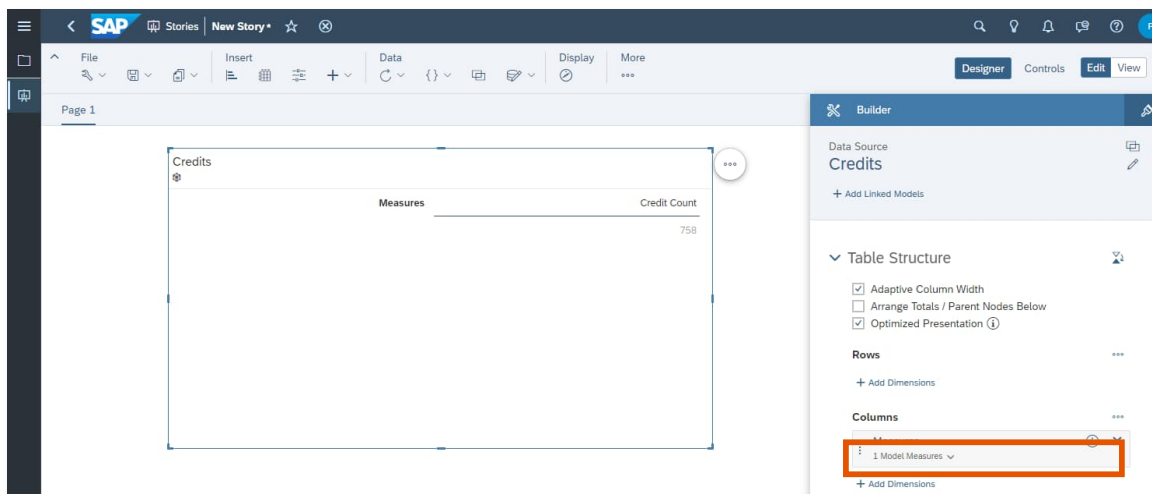 SAP Stories New Story*
File Insert Data Display More
Designer Controls Edit View
Page 1
Builder
Data Source
Credits
+ Add Linked Models
Credits
Measures Credit Count
758
Table Structure
Adaptive Column Width
Arrange Totals / Parent Nodes Below
Optimized Presentation
Rows
+ Add Dimensions
Columns
1 Model Measures
+ Add Dimensions